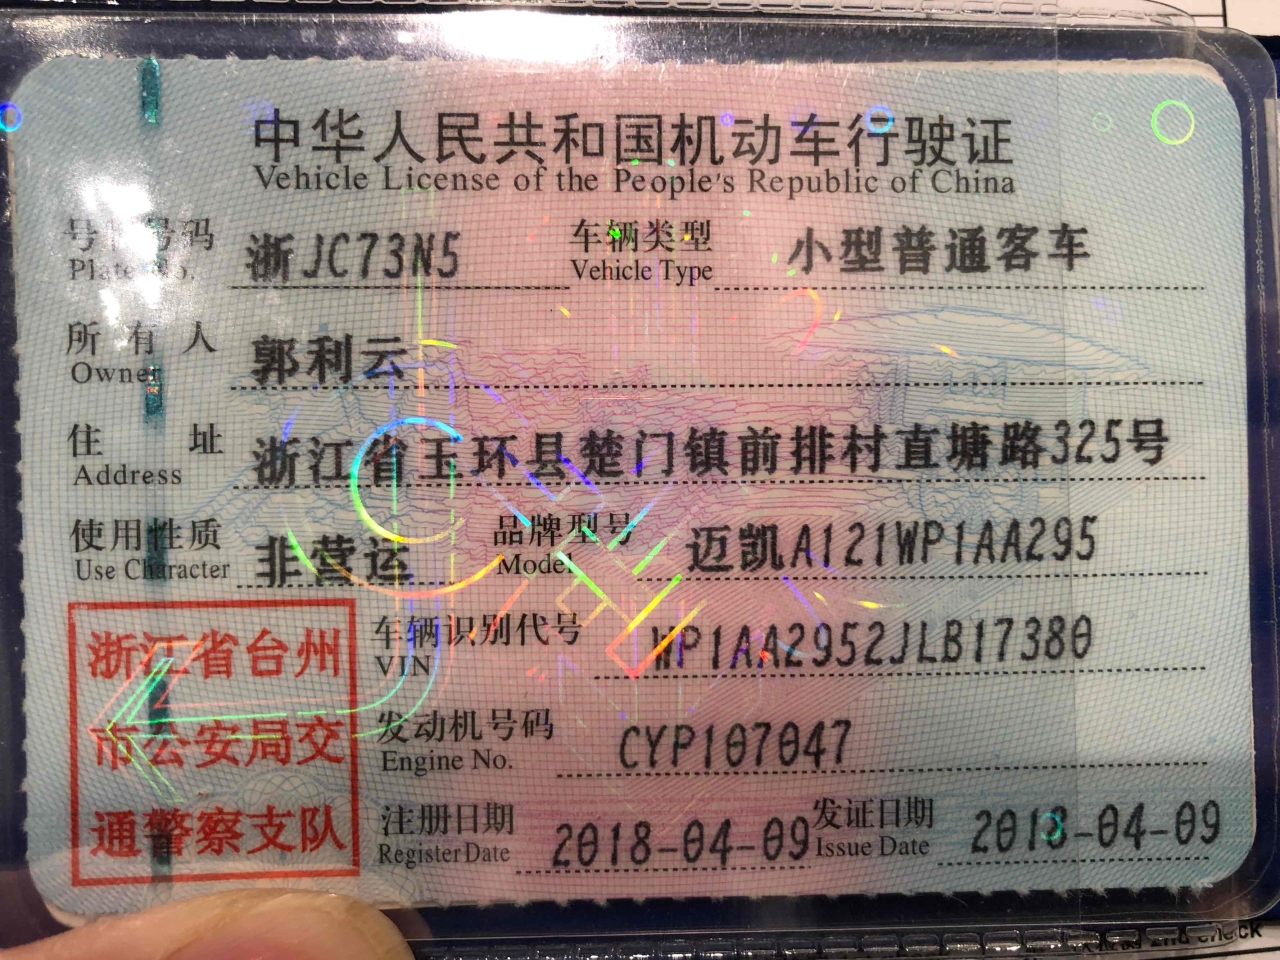 中华人民共和国机动车行驶证
Vehicle License of the People's Republic of China
号牌号码 浙JC73N5 车辆类型 小型普通客车
Plate No. Vehicle Type
所有人 郭利云
Owner
住址 浙江省玉环县楚门镇前排村直塘路325号
Address
使用性质 非营运 品牌型号 迈凯A121WP1AA295
Use Character Model
浙江省台州
市公安局交
通警察支队
车辆识别代号 WP1AA2952JLB17380
VIN
发动机号码 CYP107047
Engine No.
注册日期 2018-04-09 发证日期 2018-04-09
Register Date Issue Date